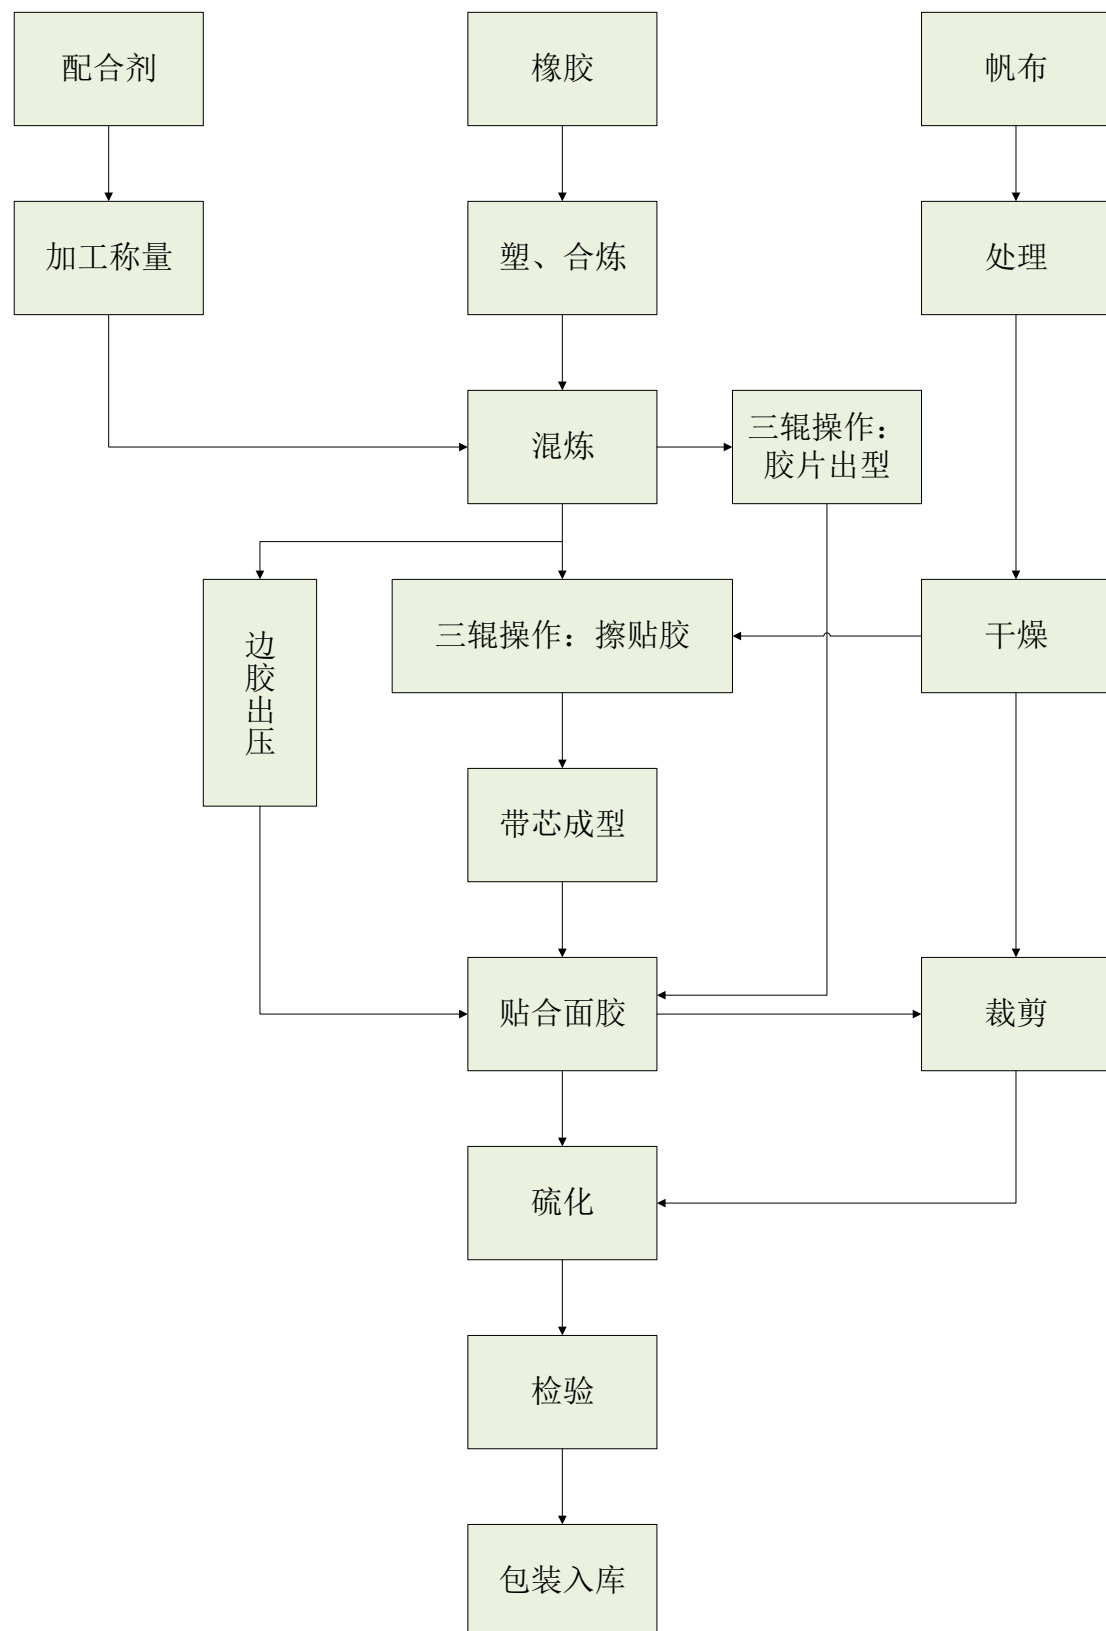 配合剂
橡胶
帆布
加工称量
塑、合炼
处理
混炼
三辊操作：
胶片出型
边
胶
出
压
三辊操作：擦贴胶
干燥
带芯成型
贴合面胶
裁剪
硫化
检验
包装入库